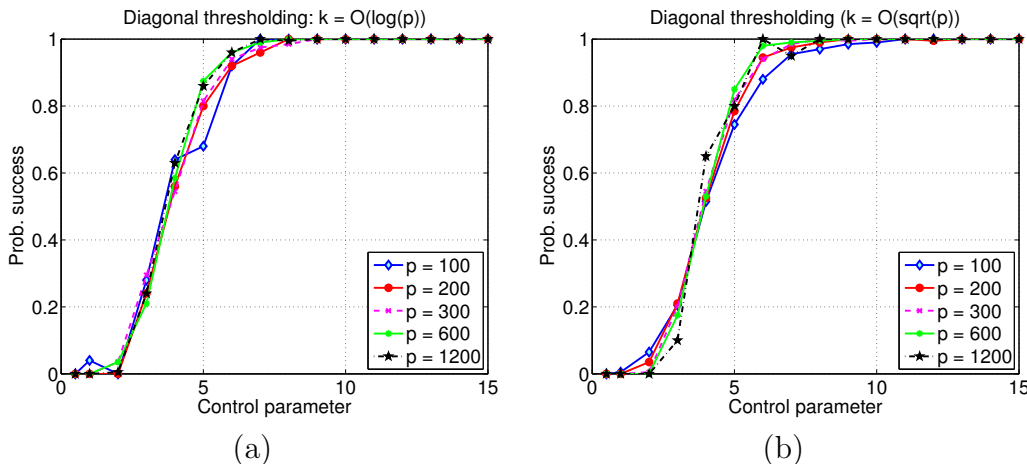 Diagonal thresholding: k = O(log(p))
Prob. success
1
0.8
0.6
0.4
0.2
0
0
5
10
15
Control parameter
p = 100
p = 200
p = 300
p = 600
p = 1200
(a)
Diagonal thresholding (k = O(sqrt(p))
Prob. success
1
0.8
0.6
0.4
0.2
0
0
5
10
15
Control parameter
p = 100
p = 200
p = 300
p = 600
p = 1200
(b)